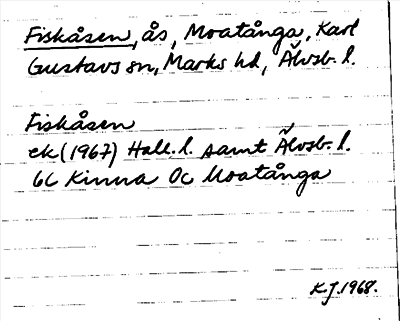 Fiskåsen, ås, Moatånga, Karl
Gustavs sn, Marks hd, Älvsb. l.
Fiskåsen
ek (1967) Hall. l. samt Älvsb. l.
6C Kinna 0c Moatånga
K.J. 1968.